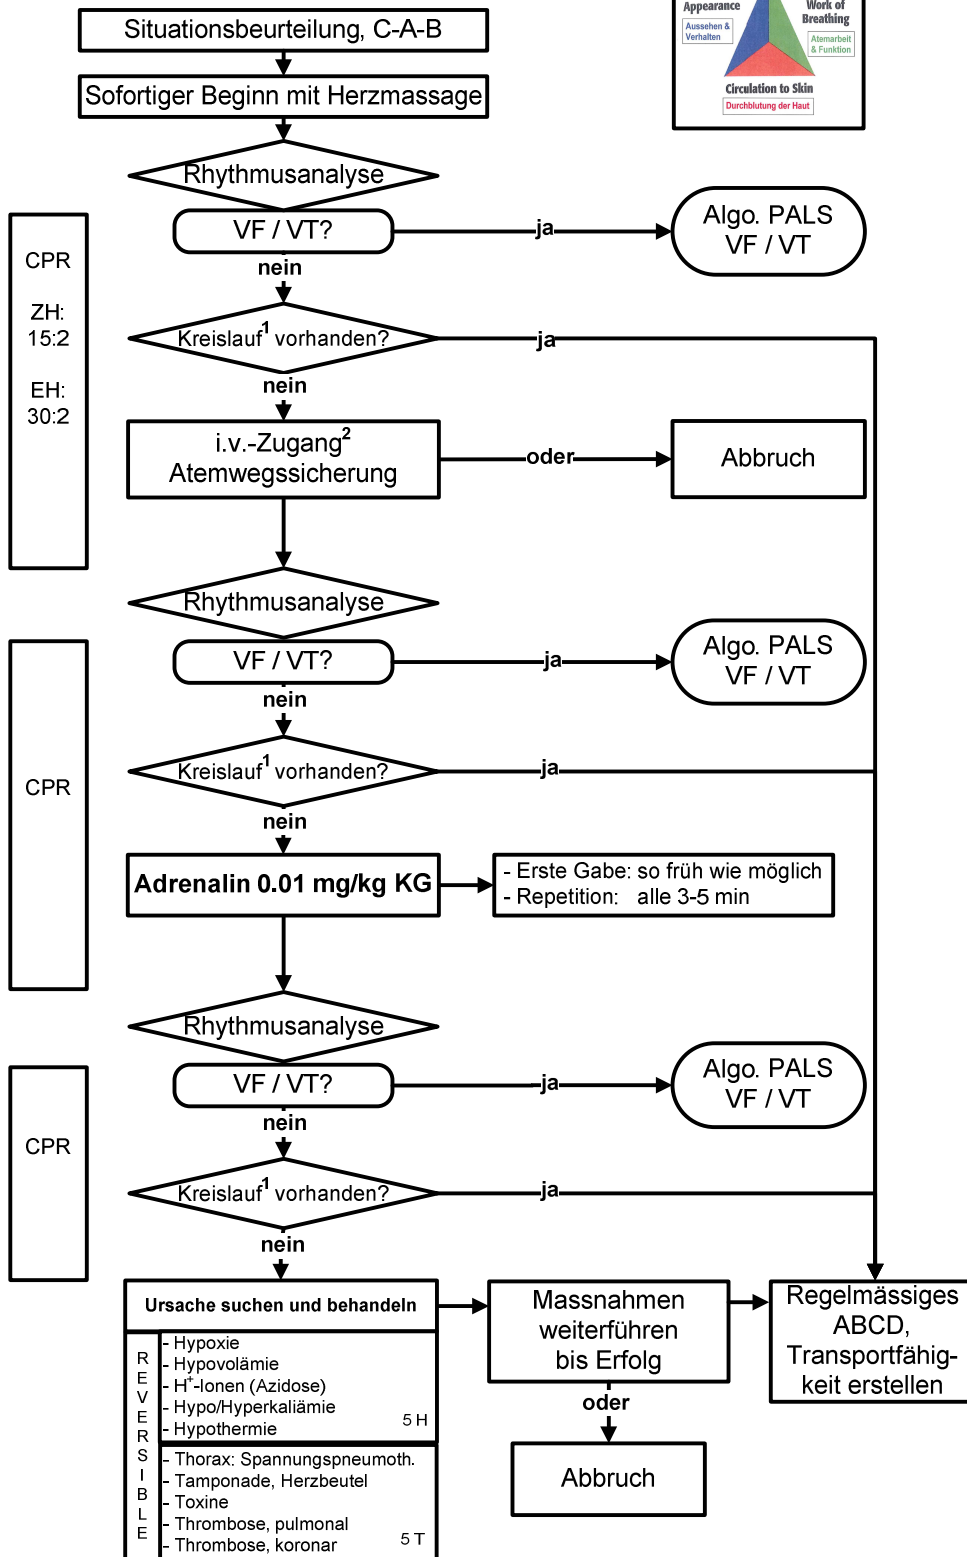 Appearance
Work of
Breathing
Aussehen &
Verhalten
Atemarbeit
& Funktion
Circulation to Skin
Durchblutung der Haut
Situationsbeurteilung, C-A-B
Sofortiger Beginn mit Herzmassage
Rhythmusanalyse
VF / VT?
ja
Algo. PALS
VF / VT
nein
CPR
ZH:
15:2
EH:
30:2
Kreislauf¹ vorhanden?
ja
nein
i.v.-Zugang²
Atemwegssicherung
oder
Abbruch
Rhythmusanalyse
VF / VT?
ja
Algo. PALS
VF / VT
nein
CPR
Kreislauf¹ vorhanden?
ja
nein
Adrenalin 0.01 mg/kg KG
- Erste Gabe: so früh wie möglich
- Repetition: alle 3-5 min
Rhythmusanalyse
VF / VT?
ja
Algo. PALS
VF / VT
nein
CPR
Kreislauf¹ vorhanden?
ja
nein
Ursache suchen und behandeln
REVERSIBLE
- Hypoxie
- Hypovolämie
- H⁺-Ionen (Azidose)
- Hypo/Hyperkaliämie
- Hypothermie
5 H
- Thorax: Spannungspneumoth.
- Tamponade, Herzbeutel
- Toxine
- Thrombose, pulmonal
- Thrombose, koronar
5 T
Massnahmen
weiterführen
bis Erfolg
oder
Abbruch
Regelmässiges
ABCD,
Transportfähig-
keit erstellen